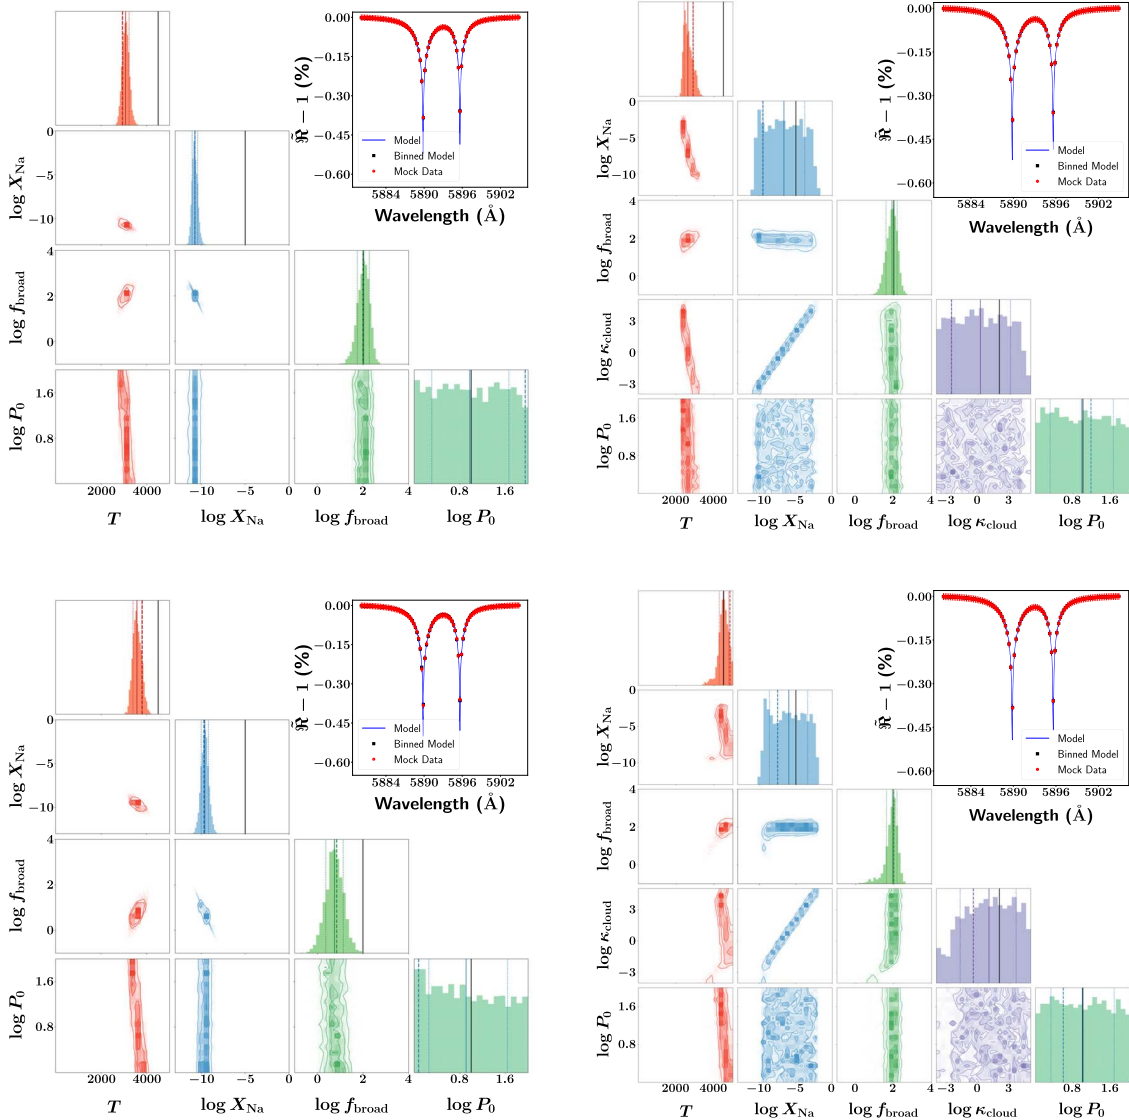 0.00
−0.15
−0.30
−0.45
−0.60
ℜ̃ − 1 (%)
Model
Binned Model
Mock Data
5884 5890 5896 5902
Wavelength (Å)
0
−5
−10
log X_Na
4
2
0
log f_broad
1.6
0.8
log P_0
2000 4000
−10 −5 0
0 2 4
0.8 1.6
T
log X_Na
log f_broad
log P_0
0.00
−0.15
−0.30
−0.45
−0.60
ℜ̃ − 1 (%)
Model
Binned Model
Mock Data
5884 5890 5896 5902
Wavelength (Å)
0
−5
−10
log X_Na
4
2
0
log f_broad
3
0
−3
log κ_cloud
1.6
0.8
log P_0
2000 4000
−10 −5 0
0 2 4
−3 0 3
0.8 1.6
T
log X_Na
log f_broad
log κ_cloud
log P_0
0.00
−0.15
−0.30
−0.45
−0.60
ℜ̃ − 1 (%)
Model
Binned Model
Mock Data
5884 5890 5896 5902
Wavelength (Å)
0
−5
−10
log X_Na
4
2
0
log f_broad
1.6
0.8
log P_0
2000 4000
−10 −5 0
0 2 4
0.8 1.6
T
log X_Na
log f_broad
log P_0
0.00
−0.15
−0.30
−0.45
−0.60
ℜ̃ − 1 (%)
Model
Binned Model
Mock Data
5884 5890 5896 5902
Wavelength (Å)
0
−5
−10
log X_Na
4
2
0
log f_broad
3
0
−3
log κ_cloud
1.6
0.8
log P_0
2000 4000
−10 −5 0
0 2 4
−3 0 3
0.8 1.6
T
log X_Na
log f_broad
log κ_cloud
log P_0